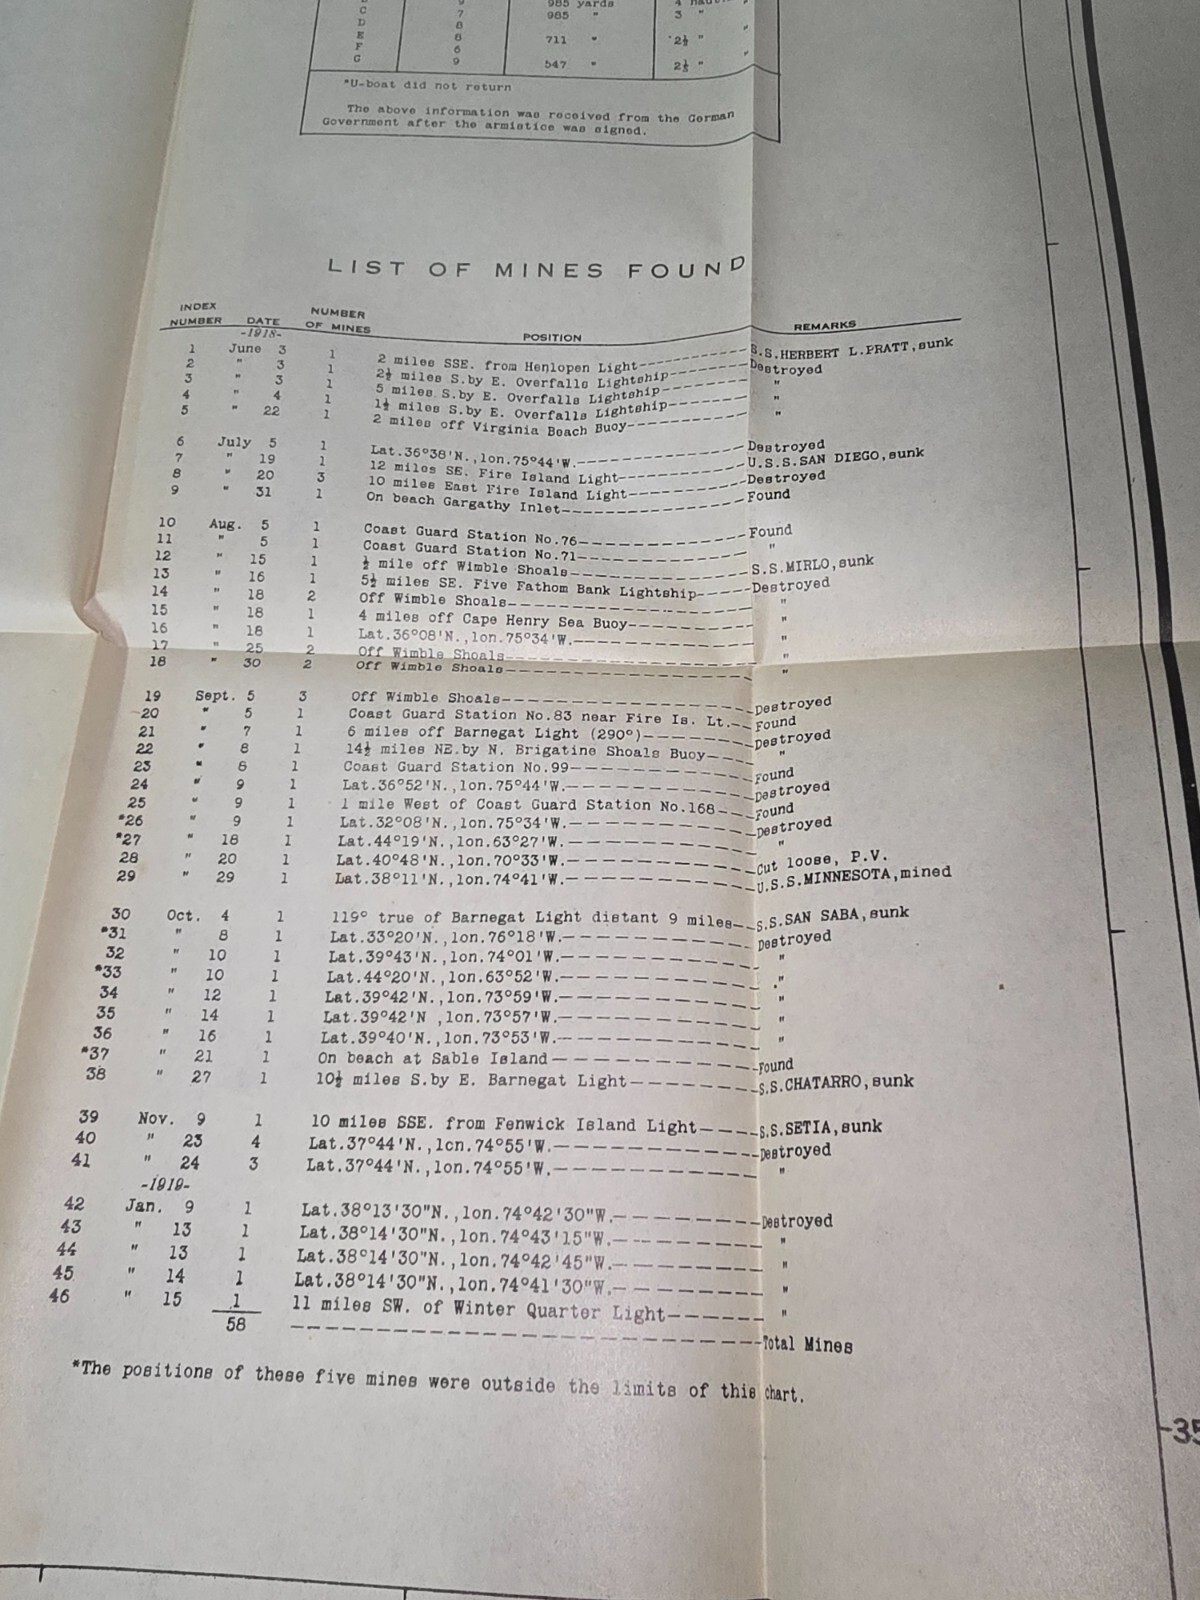 9 985 yards 4
C 7 985 " 3 "
D 8
E 8 711 " 2½ " "
F 6
G 9 547 " 2½ " "
*U-boat did not return
The above information was received from the German
Government after the armistice was signed.
LIST OF MINES FOUND
INDEX NUMBER DATE NUMBER OF MINES POSITION REMARKS
-1918-
1 June 3 1 2 miles SSE. from Henlopen Light----------S.S.HERBERT L.PRATT,sunk
2 " 3 1 2½ miles S.by E. Overfalls Lightship--------Destroyed
3 " 3 1 5 miles S.by E. Overfalls Lightship-------- "
4 " 4 1 1½ miles S.by E. Overfalls Lightship------- "
5 " 22 1 2 miles off Virginia Beach Buoy------------ "
6 July 5 1 Lat.36°38'N.,lon.75°44'W.-----------------Destroyed
7 " 19 1 12 miles SE. Fire Island Light------------U.S.S.SAN DIEGO,sunk
8 " 20 3 10 miles East Fire Island Light-----------Destroyed
9 " 31 1 On beach Gargathy Inlet-------------------Found
10 Aug. 5 1 Coast Guard Station No.76-----------------Found
11 " 5 1 Coast Guard Station No.71----------------- "
12 " 15 1 ½ mile off Wimble Shoals------------------S.S.MIRLO,sunk
13 " 16 1 5½ miles SE. Five Fathom Bank Lightship-----Destroyed
14 " 18 2 Off Wimble Shoals------------------------- "
15 " 18 1 4 miles off Cape Henry Sea Buoy----------- "
16 " 18 1 Lat.36°08'N.,lon.75°34'W.----------------- "
17 " 25 2 Off Wimble Shoals------------------------- "
18 " 30 2 Off Wimble Shoals------------------------- "
19 Sept. 5 3 Off Wimble Shoals-------------------------Destroyed
20 " 5 1 Coast Guard Station No.83 near Fire Is. Lt.--Found
21 " 7 1 6 miles off Barnegat Light (290°)---------Destroyed
22 " 8 1 14½ miles NE.by N. Brigatine Shoals Buoy---- "
23 " 8 1 Coast Guard Station No.99-----------------Found
24 " 9 1 Lat.36°52'N.,lon.75°44'W.-----------------Destroyed
25 " 9 1 1 mile West of Coast Guard Station No.168---Found
*26 " 9 1 Lat.32°08'N.,lon.75°34'W.-----------------Destroyed
*27 " 18 1 Lat.44°19'N.,lon.63°27'W.----------------- "
28 " 20 1 Lat.40°48'N.,lon.70°33'W.-----------------Cut loose, P.V.
29 " 29 1 Lat.38°11'N.,lon.74°41'W.-----------------U.S.S.MINNESOTA,mined
30 Oct. 4 1 119° true of Barnegat Light distant 9 miles--S.S.SAN SABA,sunk
*31 " 8 1 Lat.33°20'N.,lon.76°18'W.-----------------Destroyed
32 " 10 1 Lat.39°43'N.,lon.74°01'W.----------------- "
*33 " 10 1 Lat.44°20'N.,lon.63°52'W.----------------- "
34 " 12 1 Lat.39°42'N.,lon.73°59'W.----------------- "
35 " 14 1 Lat.39°42'N ,lon.73°57'W.----------------- "
36 " 16 1 Lat.39°40'N.,lon.73°53'W.----------------- "
*37 " 21 1 On beach at Sable Island------------------Found
38 " 27 1 10½ miles S.by E. Barnegat Light----------S.S.CHATARRO,sunk
39 Nov. 9 1 10 miles SSE. from Fenwick Island Light----S.S.SETIA,sunk
40 " 23 4 Lat.37°44'N.,lon.74°55'W.-----------------Destroyed
41 " 24 3 Lat.37°44'N.,lon.74°55'W.----------------- "
-1919-
42 Jan. 9 1 Lat.38°13'30"N.,lon.74°42'30"W.-----------Destroyed
43 " 13 1 Lat.38°14'30"N.,lon.74°43'15"W.----------- "
44 " 13 1 Lat.38°14'30"N.,lon.74°42'45"W.----------- "
45 " 14 1 Lat.38°14'30"N.,lon.74°41'30"W.----------- "
46 " 15 1 11 miles SW. of Winter Quarter Light------- "
58 ------------------------------Total Mines
*The positions of these five mines were outside the limits of this chart.
35